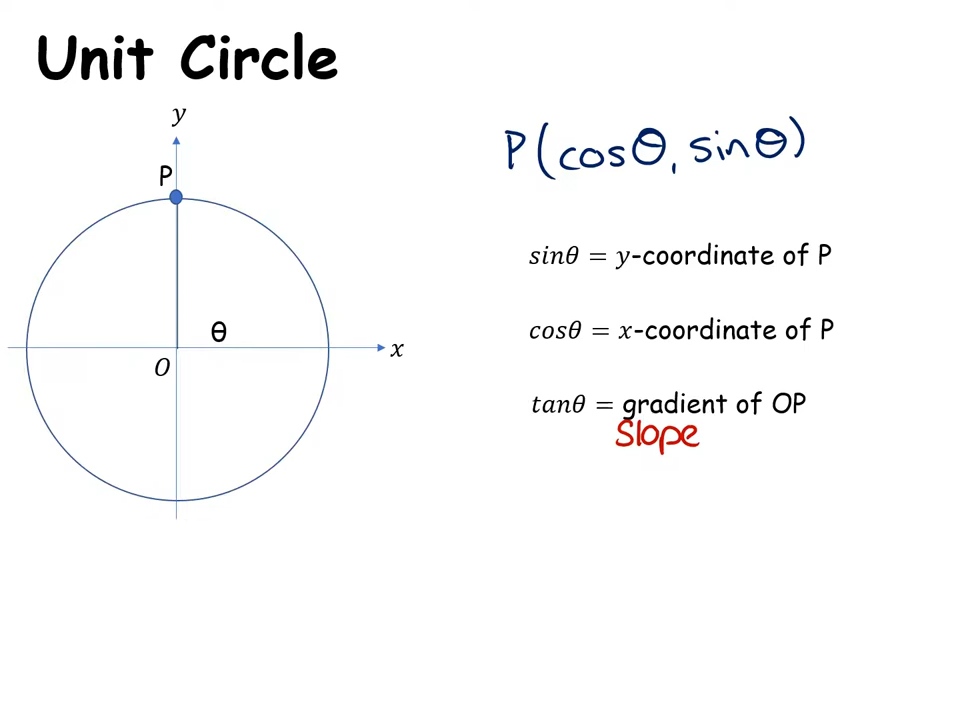 Unit Circle
y
P
θ
x
O
P(cosθ, sinθ)
sinθ = y-coordinate of P
cosθ = x-coordinate of P
tanθ = gradient of OP
Slope